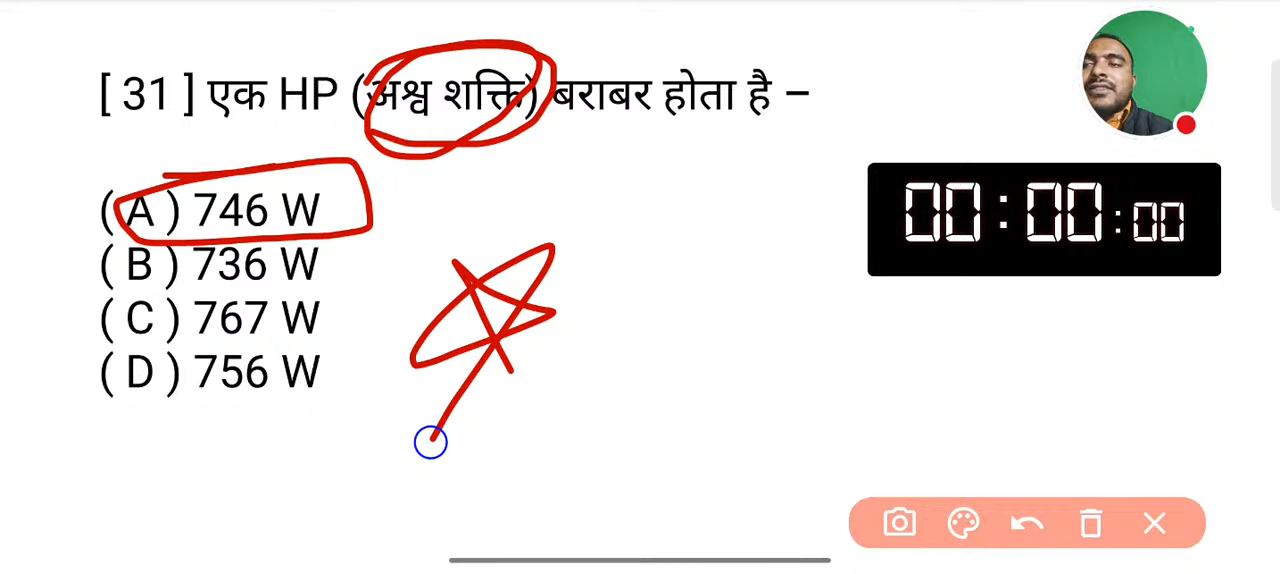 [ 31 ] एक HP (अश्व शक्ति) बराबर होता है –
( A ) 746 W
( B ) 736 W
( C ) 767 W
( D ) 756 W
00:00:00